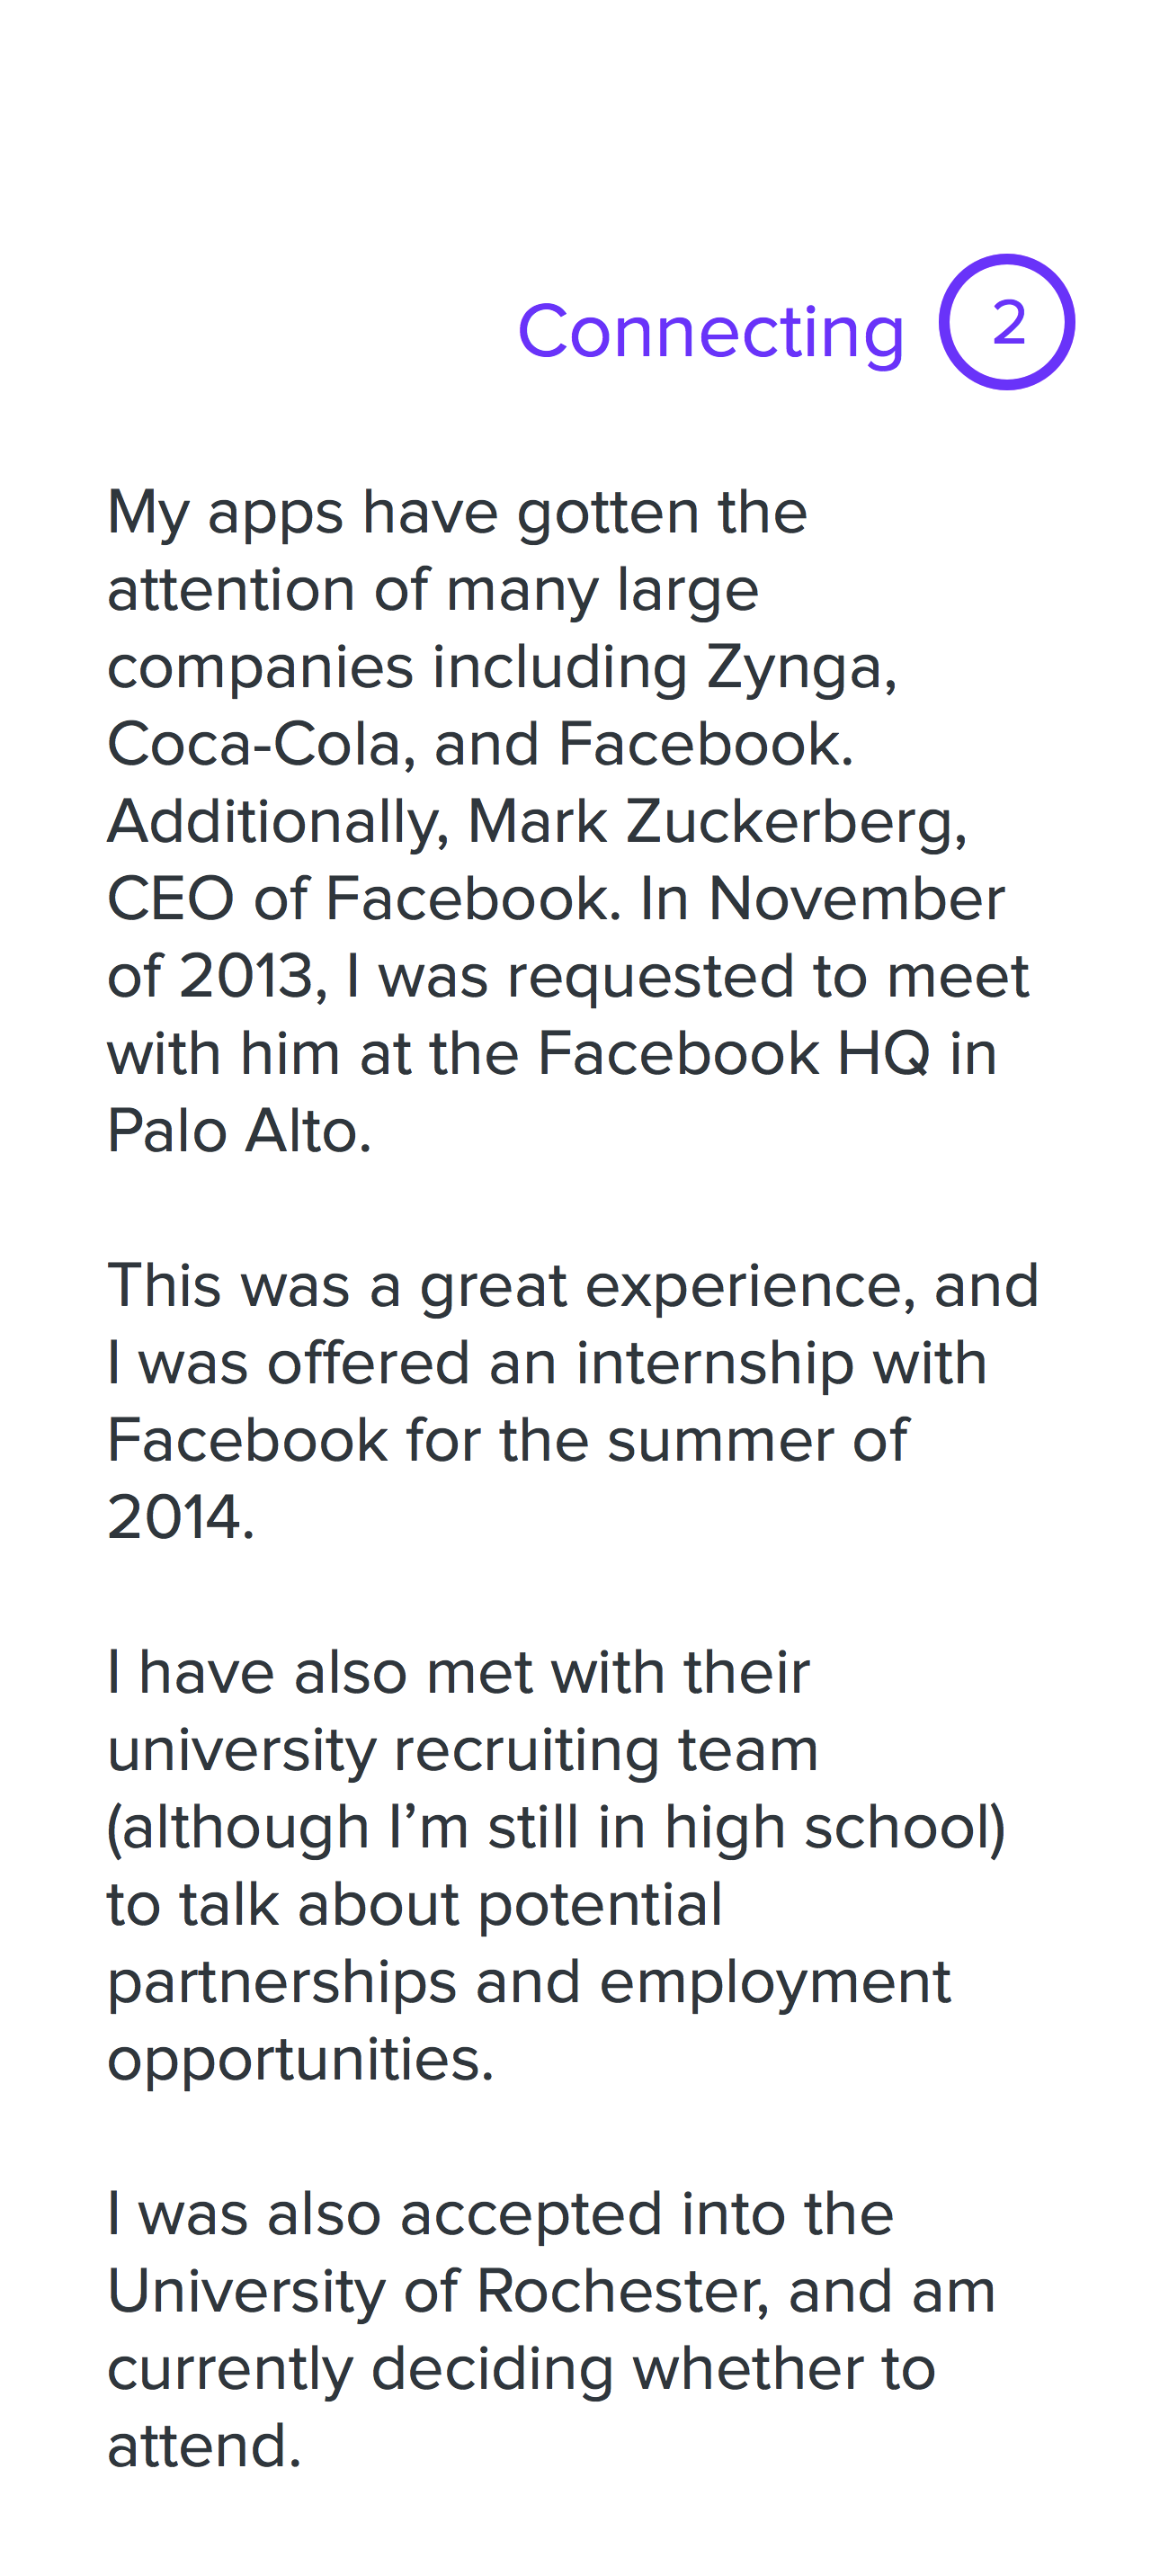 Connecting 2
My apps have gotten the
attention of many large
companies including Zynga,
Coca-Cola, and Facebook.
Additionally, Mark Zuckerberg,
CEO of Facebook. In November
of 2013, I was requested to meet
with him at the Facebook HQ in
Palo Alto.
This was a great experience, and
I was offered an internship with
Facebook for the summer of
2014.
I have also met with their
university recruiting team
(although I’m still in high school)
to talk about potential
partnerships and employment
opportunities.
I was also accepted into the
University of Rochester, and am
currently deciding whether to
attend.